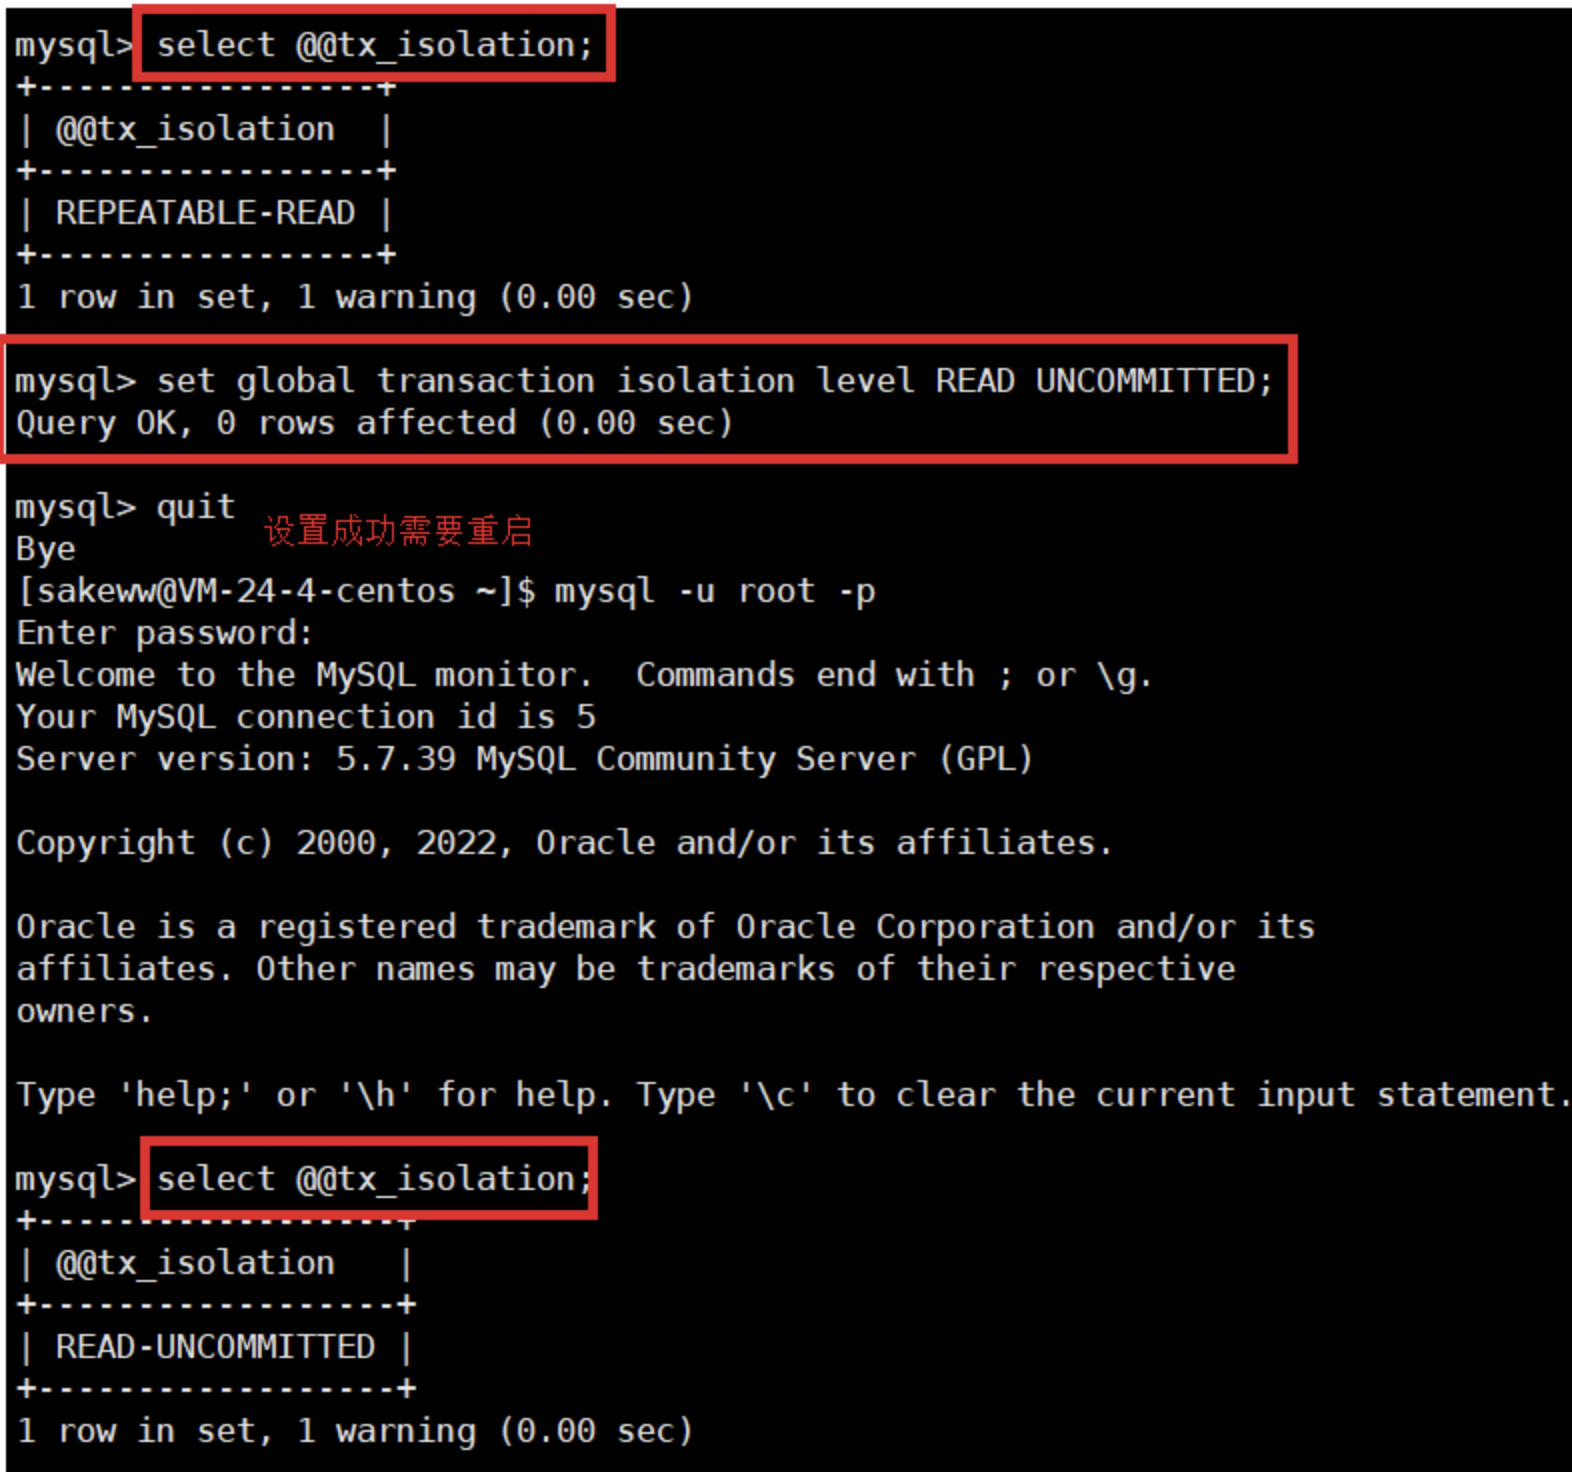 mysql> select @@tx_isolation;
+-----------------+
| @@tx_isolation  |
+-----------------+
| REPEATABLE-READ |
+-----------------+
1 row in set, 1 warning (0.00 sec)
mysql> set global transaction isolation level READ UNCOMMITTED;
Query OK, 0 rows affected (0.00 sec)
mysql> quit
设置成功需要重启
Bye
[sakeww@VM-24-4-centos ~]$ mysql -u root -p
Enter password:
Welcome to the MySQL monitor.  Commands end with ; or \g.
Your MySQL connection id is 5
Server version: 5.7.39 MySQL Community Server (GPL)
Copyright (c) 2000, 2022, Oracle and/or its affiliates.
Oracle is a registered trademark of Oracle Corporation and/or its
affiliates. Other names may be trademarks of their respective
owners.
Type 'help;' or '\h' for help. Type '\c' to clear the current input statement.
mysql> select @@tx_isolation;
+------------------+
| @@tx_isolation   |
+------------------+
| READ-UNCOMMITTED |
+------------------+
1 row in set, 1 warning (0.00 sec)